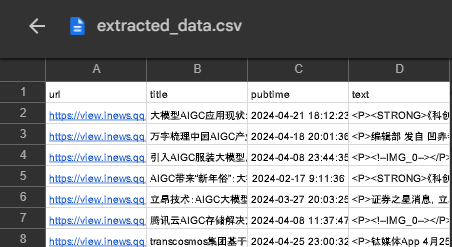 extracted_data.csv
A B C D
1 url title pubtime text
2 https://view.inews.qq 大模型AIGC应用现状: 2024-04-21 18:12:23 <P><STRONG>《科创
3 https://view.inews.qq 万字梳理中国AIGC产 2024-04-18 20:01:36 <P>编辑部 发自 凹非
4 https://view.inews.qq 引入AIGC服装大模型, 2024-04-08 23:44:35 <P><!--IMG_0--></P>
5 https://view.inews.qq AIGC带来“新年俗”:大 2024-02-17 9:11:36 <P><STRONG>《科创
6 https://view.inews.qq 立昂技术:AIGC大模型 2024-03-27 20:03:25 <P>证券之星消息, 立
7 https://view.inews.qq 腾讯云AIGC存储解决 2024-04-08 11:37:47 <P><!--IMG_0--></P>
8 https://view.inews.qq transcosmos集团基于 2024-04-25 23:00:32 <P>钛媒体App 4月25